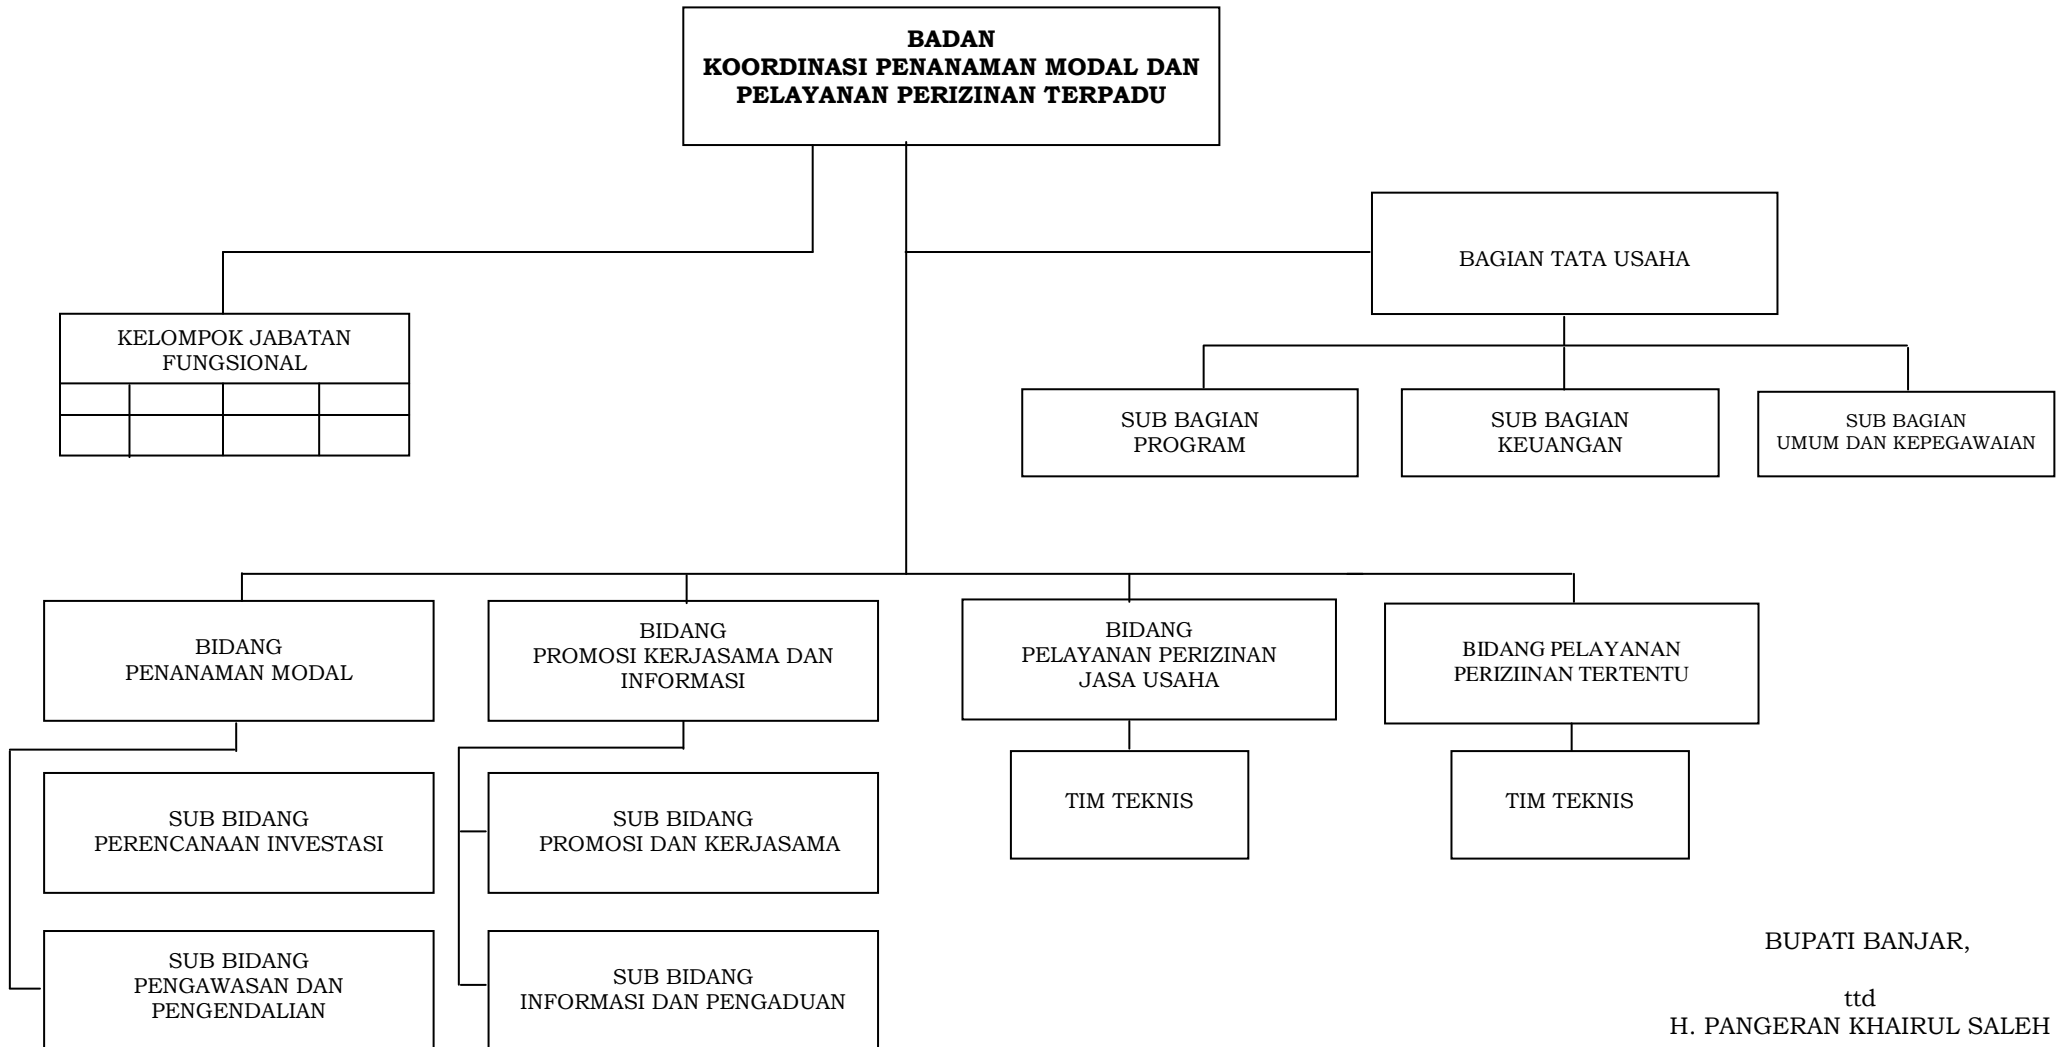 BADAN
KOORDINASI PENANAMAN MODAL DAN
PELAYANAN PERIZINAN TERPADU
BAGIAN TATA USAHA
KELOMPOK JABATAN
FUNGSIONAL
SUB BAGIAN
PROGRAM
SUB BAGIAN
KEUANGAN
SUB BAGIAN
UMUM DAN KEPEGAWAIAN
BIDANG
PENANAMAN MODAL
BIDANG
PROMOSI KERJASAMA DAN
INFORMASI
BIDANG
PELAYANAN PERIZINAN
JASA USAHA
BIDANG PELAYANAN
PERIZIINAN TERTENTU
SUB BIDANG
PERENCANAAN INVESTASI
SUB BIDANG
PROMOSI DAN KERJASAMA
TIM TEKNIS
TIM TEKNIS
SUB BIDANG
PENGAWASAN DAN
PENGENDALIAN
SUB BIDANG
INFORMASI DAN PENGADUAN
BUPATI BANJAR,
ttd
H. PANGERAN KHAIRUL SALEH